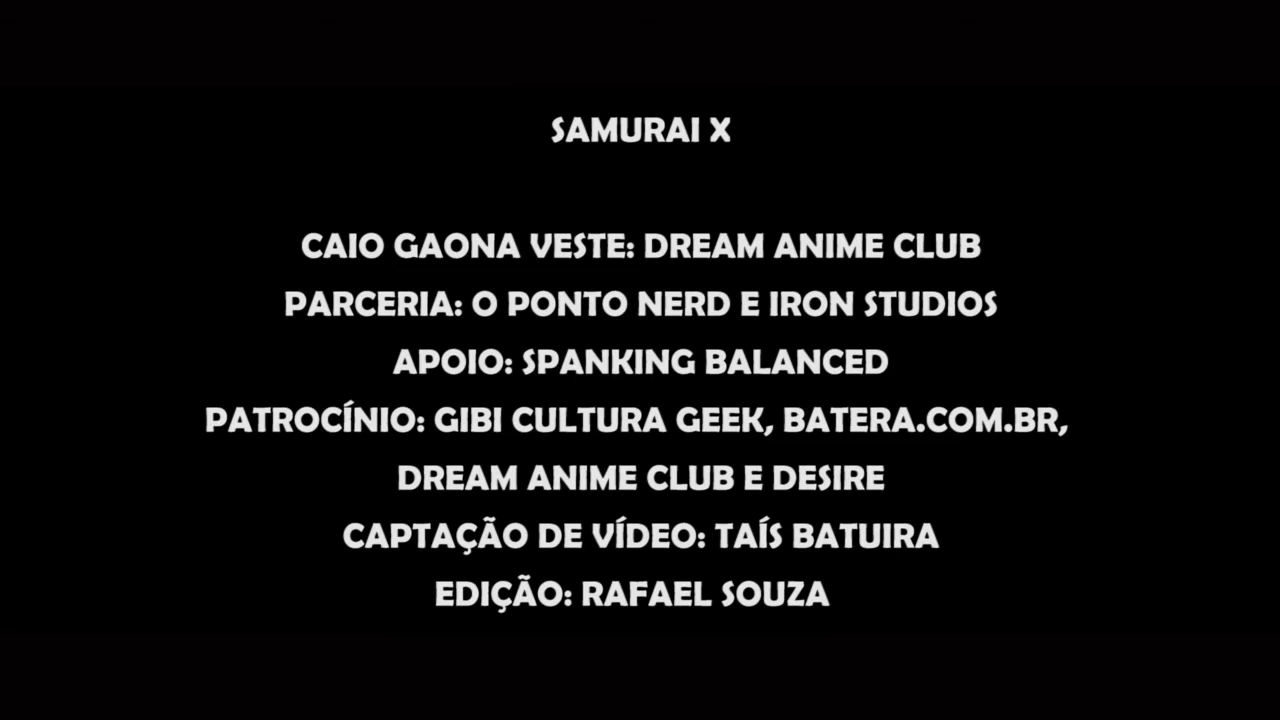 SAMURAI X
CAIO GAONA VESTE: DREAM ANIME CLUB
PARCERIA: O PONTO NERD E IRON STUDIOS
APOIO: SPANKING BALANCED
PATROCÍNIO: GIBI CULTURA GEEK, BATERA.COM.BR,
DREAM ANIME CLUB E DESIRE
CAPTAÇÃO DE VÍDEO: TAÍS BATUIRA
EDIÇÃO: RAFAEL SOUZA